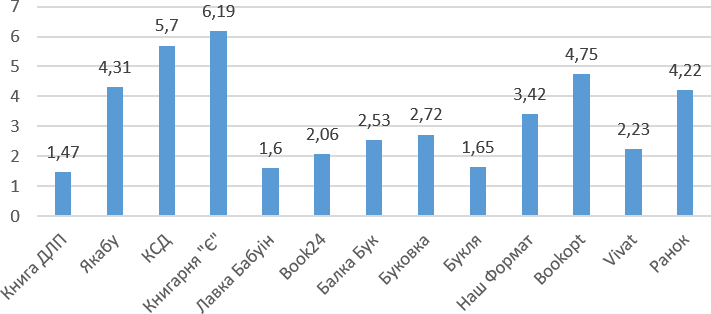 7
6
5
4
3
2
1
0
1,47
4,31
5,7
6,19
1,6
2,06
2,53
2,72
1,65
3,42
4,75
2,23
4,22
Книга ДЛП
Якабу
КСД
Книгарня "Є"
Лавка Бабуін
Book24
Балка Бук
Буковка
Букля
Наш Формат
Bookopt
Vivat
Ранок